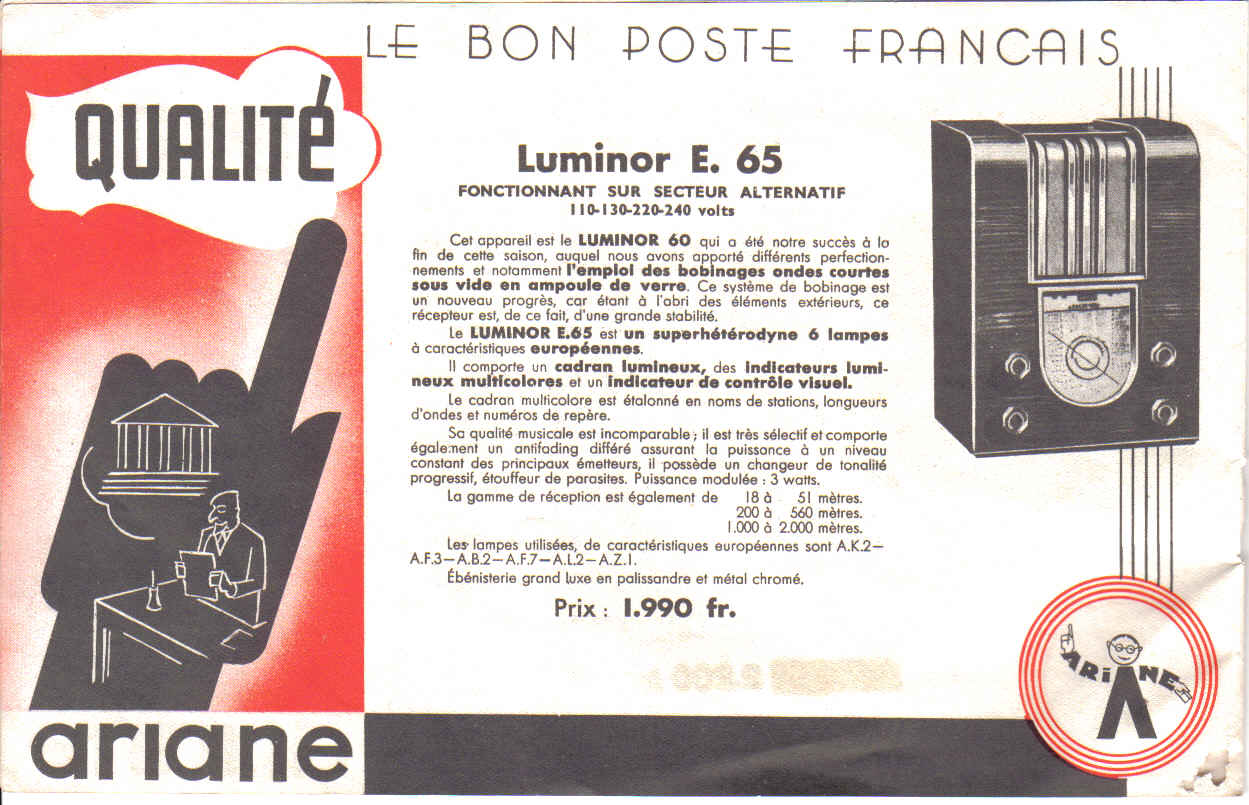 LE BON POSTE FRANCAIS
QUALITÉ
Luminor E. 65
FONCTIONNANT SUR SECTEUR ALTERNATIF
110-130-220-240 volts
Cet appareil est le LUMINOR 60 qui a été notre succès à la
fin de cette saison, auquel nous avons apporté différents perfection-
nements et notamment l'emploi des bobinages ondes courtes
sous vide en ampoule de verre. Ce système de bobinage est
un nouveau progrès, car étant à l'abri des éléments extérieurs, ce
récepteur est, de ce fait, d'une grande stabilité.
Le LUMINOR E.65 est un superhétérodyne 6 lampes
à caractéristiques européennes.
Il comporte un cadran lumineux, des indicateurs lumi-
neux multicolores et un indicateur de contrôle visuel.
Le cadran multicolore est étalonné en noms de stations, longueurs
d'ondes et numéros de repère.
Sa qualité musicale est incomparable ; il est très sélectif et comporte
également un antifading différé assurant la puissance à un niveau
constant des principaux émetteurs, il possède un changeur de tonalité
progressif, étouffeur de parasites. Puissance modulée : 3 watts.
La gamme de réception est également de 18 à 51 mètres.
200 à 560 mètres.
1.000 à 2.000 mètres.
Les lampes utilisées, de caractéristiques européennes sont A.K.2—
A.F.3—A.B.2—A.F.7—A.L.2—A.Z.1.
Ébénisterie grand luxe en palissandre et métal chromé.
Prix : 1.990 fr.
ARIANE
ariane